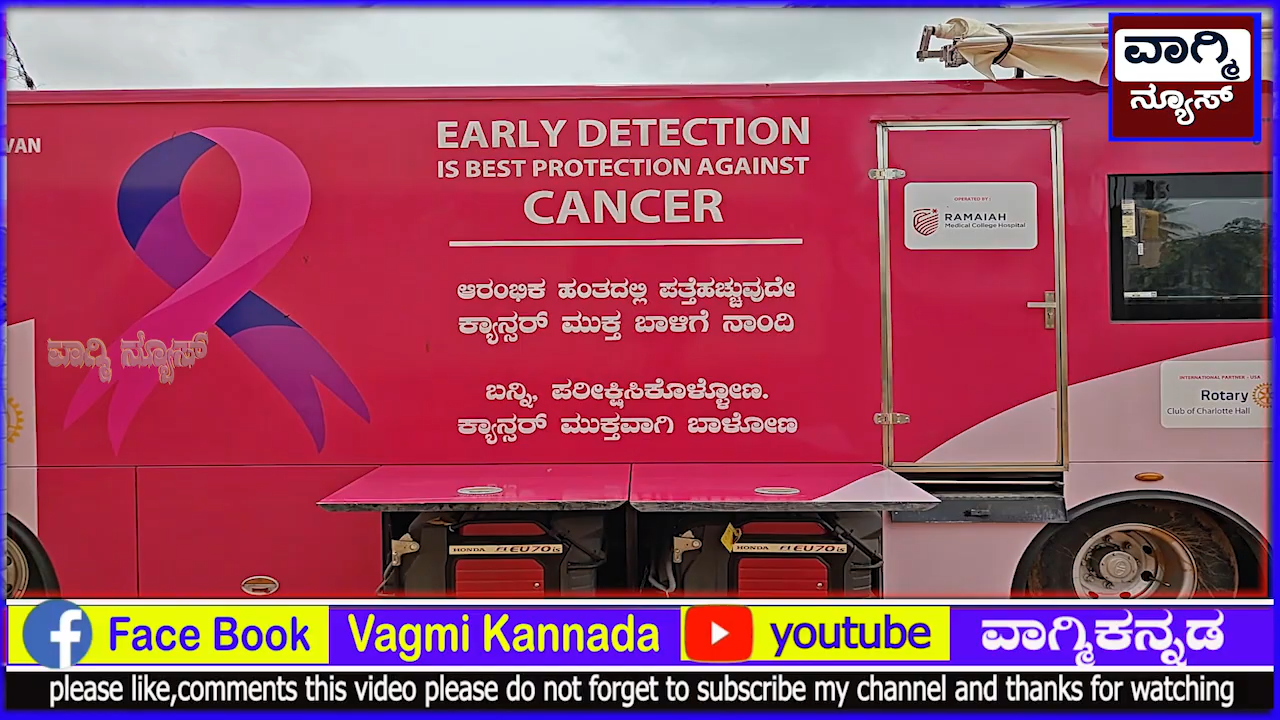 ವಾಗ್ಮಿ
ನ್ಯೂಸ್
VAN
EARLY DETECTION
IS BEST PROTECTION AGAINST
CANCER
OPERATED BY :
RAMAIAH
Medical College Hospital
ಆರಂಭಿಕ ಹಂತದಲ್ಲಿ ಪತ್ತೆಹಚ್ಚುವುದೇ
ಕ್ಯಾನ್ಸರ್ ಮುಕ್ತ ಬಾಳಿಗೆ ನಾಂದಿ
ವಾಗ್ಮಿ ನ್ಯೂಸ್
ಬನ್ನಿ, ಪರೀಕ್ಷಿಸಿಕೊಳ್ಳೋಣ.
ಕ್ಯಾನ್ಸರ್ ಮುಕ್ತವಾಗಿ ಬಾಳೋಣ
INTERNATIONAL PARTNER - USA
Rotary
Club of Charlotte Hall
HONDA EU70is
HONDA EU70is
Face Book Vagmi Kannada youtube ವಾಗ್ಮಿಕನ್ನಡ
please like,comments this video please do not forget to subscribe my channel and thanks for watching